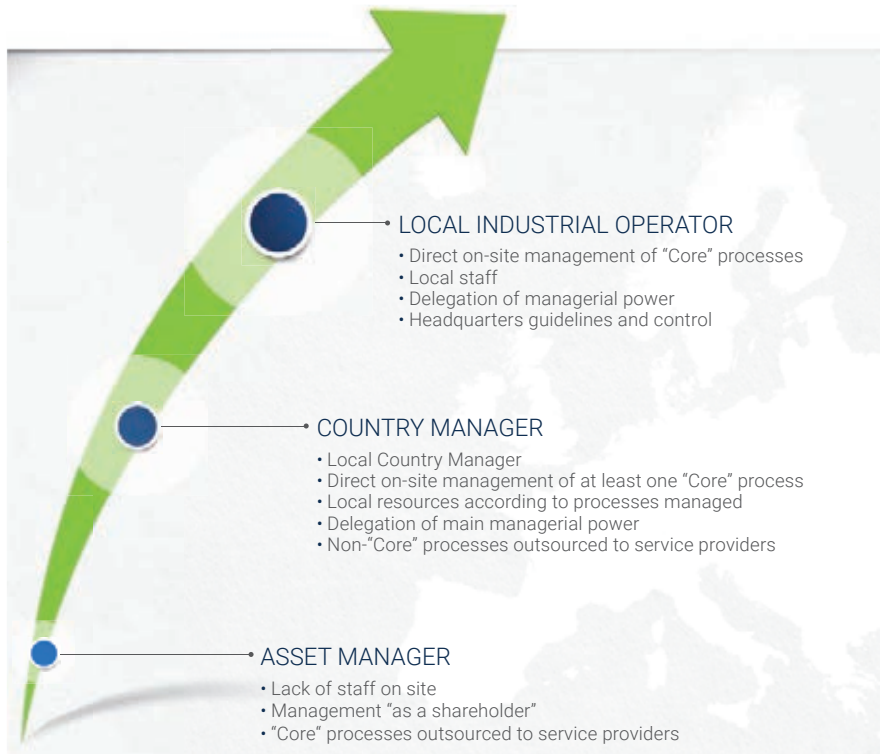 LOCAL INDUSTRIAL OPERATOR
• Direct on-site management of “Core” processes
• Local staff
• Delegation of managerial power
• Headquarters guidelines and control
COUNTRY MANAGER
• Local Country Manager
• Direct on-site management of at least one “Core” process
• Local resources according to processes managed
• Delegation of main managerial power
• Non-“Core” processes outsourced to service providers
ASSET MANAGER
• Lack of staff on site
• Management “as a shareholder”
• “Core” processes outsourced to service providers